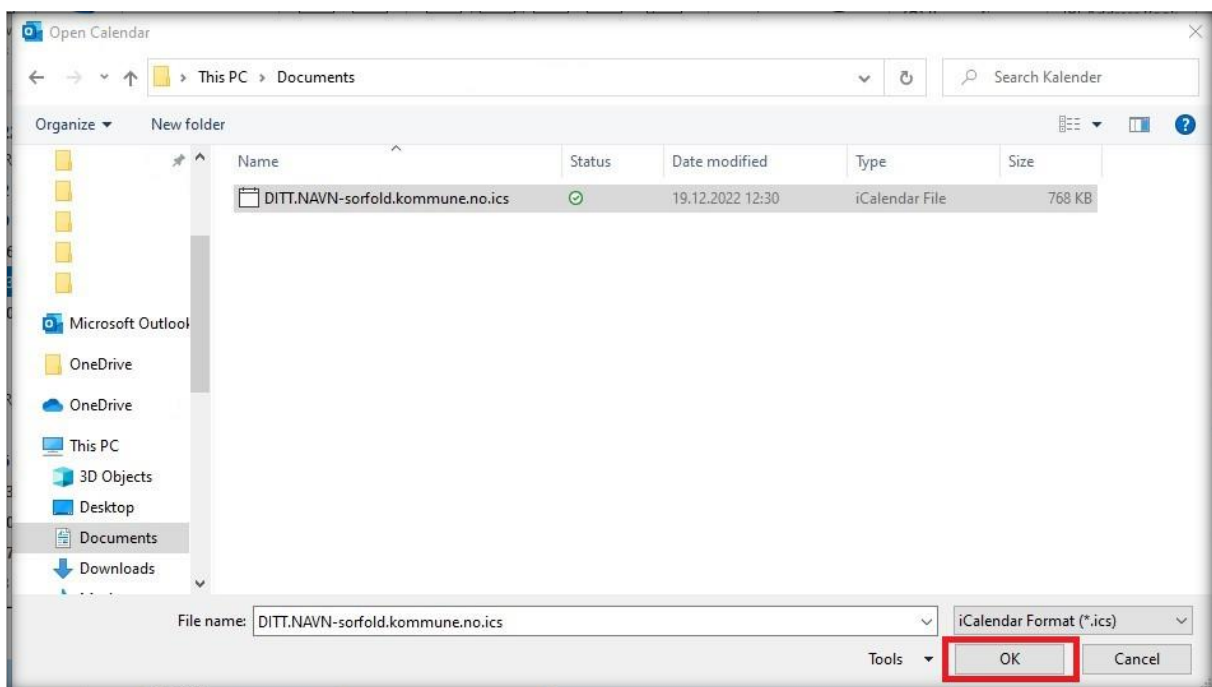 Open Calendar
This PC > Documents
Search Kalender
Organize
New folder
Name
Status
Date modified
Type
Size
DITT.NAVN-sorfold.kommune.no.ics
19.12.2022 12:30
iCalendar File
768 KB
Microsoft Outlook
OneDrive
OneDrive
This PC
3D Objects
Desktop
Documents
Downloads
File name: DITT.NAVN-sorfold.kommune.no.ics
iCalendar Format (*.ics)
Tools
OK
Cancel